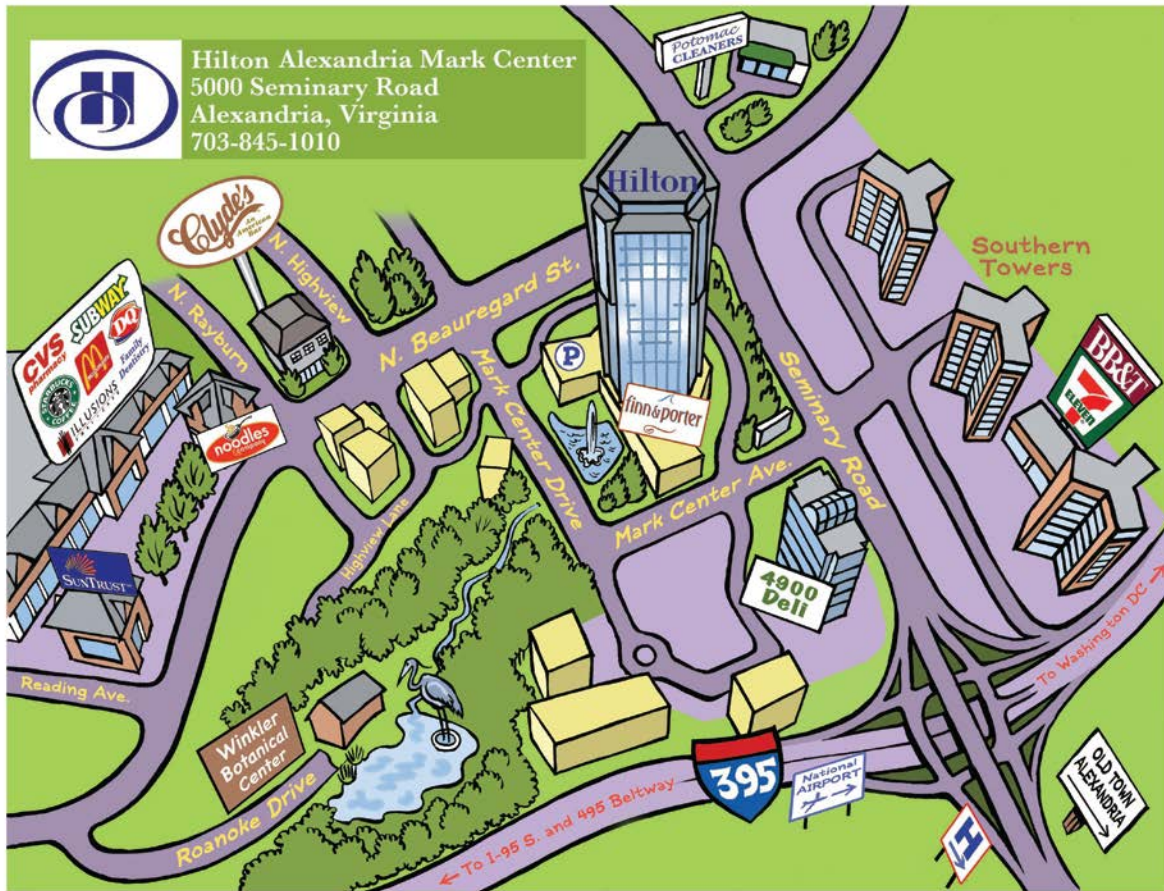 Hilton Alexandria Mark Center
5000 Seminary Road
Alexandria, Virginia
703-845-1010
H
Potomac
CLEANERS
Hilton
Clyde's
An
American
Bar
N. Highview
N. Rayburn
N. Beauregard St.
Southern
Towers
CVS
pharmacy
SUBWAY
DQ
M
Family
Dentistry
STARBUCKS
COFFEE
ILLUSIONS
noodles
& company
P
finn&porter
BB&T
7
ELEVEN
Mark Center Drive
Seminary Road
Mark Center Ave.
Highview Lane
4900
Deli
SUNTRUST
Reading Ave.
Winkler
Botanical
Center
Roanoke Drive
To Washington DC →
395
National
AIRPORT
OLD TOWN
ALEXANDRIA
H
← To I-95 S. and 495 Beltway